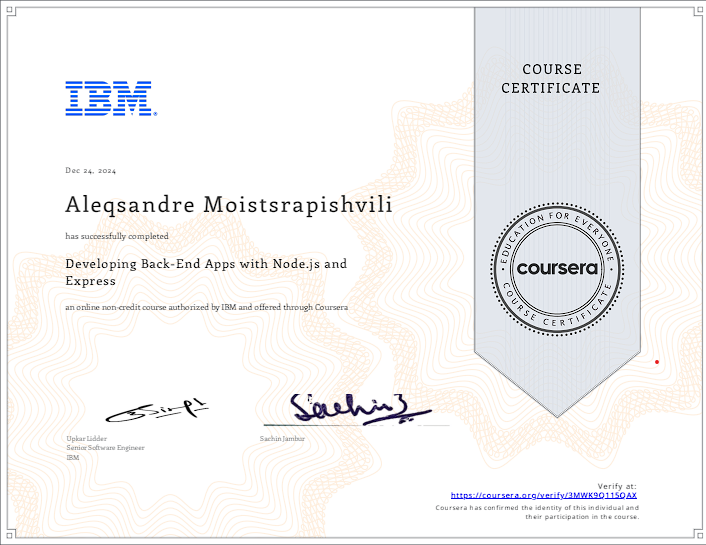 COURSE
CERTIFICATE
IBM
Dec 24, 2024
Aleqsandre Moistsrapishvili
has successfully completed
Developing Back-End Apps with Node.js and
Express
an online non-credit course authorized by IBM and offered through Coursera
EDUCATION FOR EVERYONE
coursera
COURSE CERTIFICATE
Sachin
Upkar Lidder
Senior Software Engineer
IBM
Sachin Jambur
Verify at:
https://coursera.org/verify/3MWK9Q115QAX
Coursera has confirmed the identity of this individual and
their participation in the course.